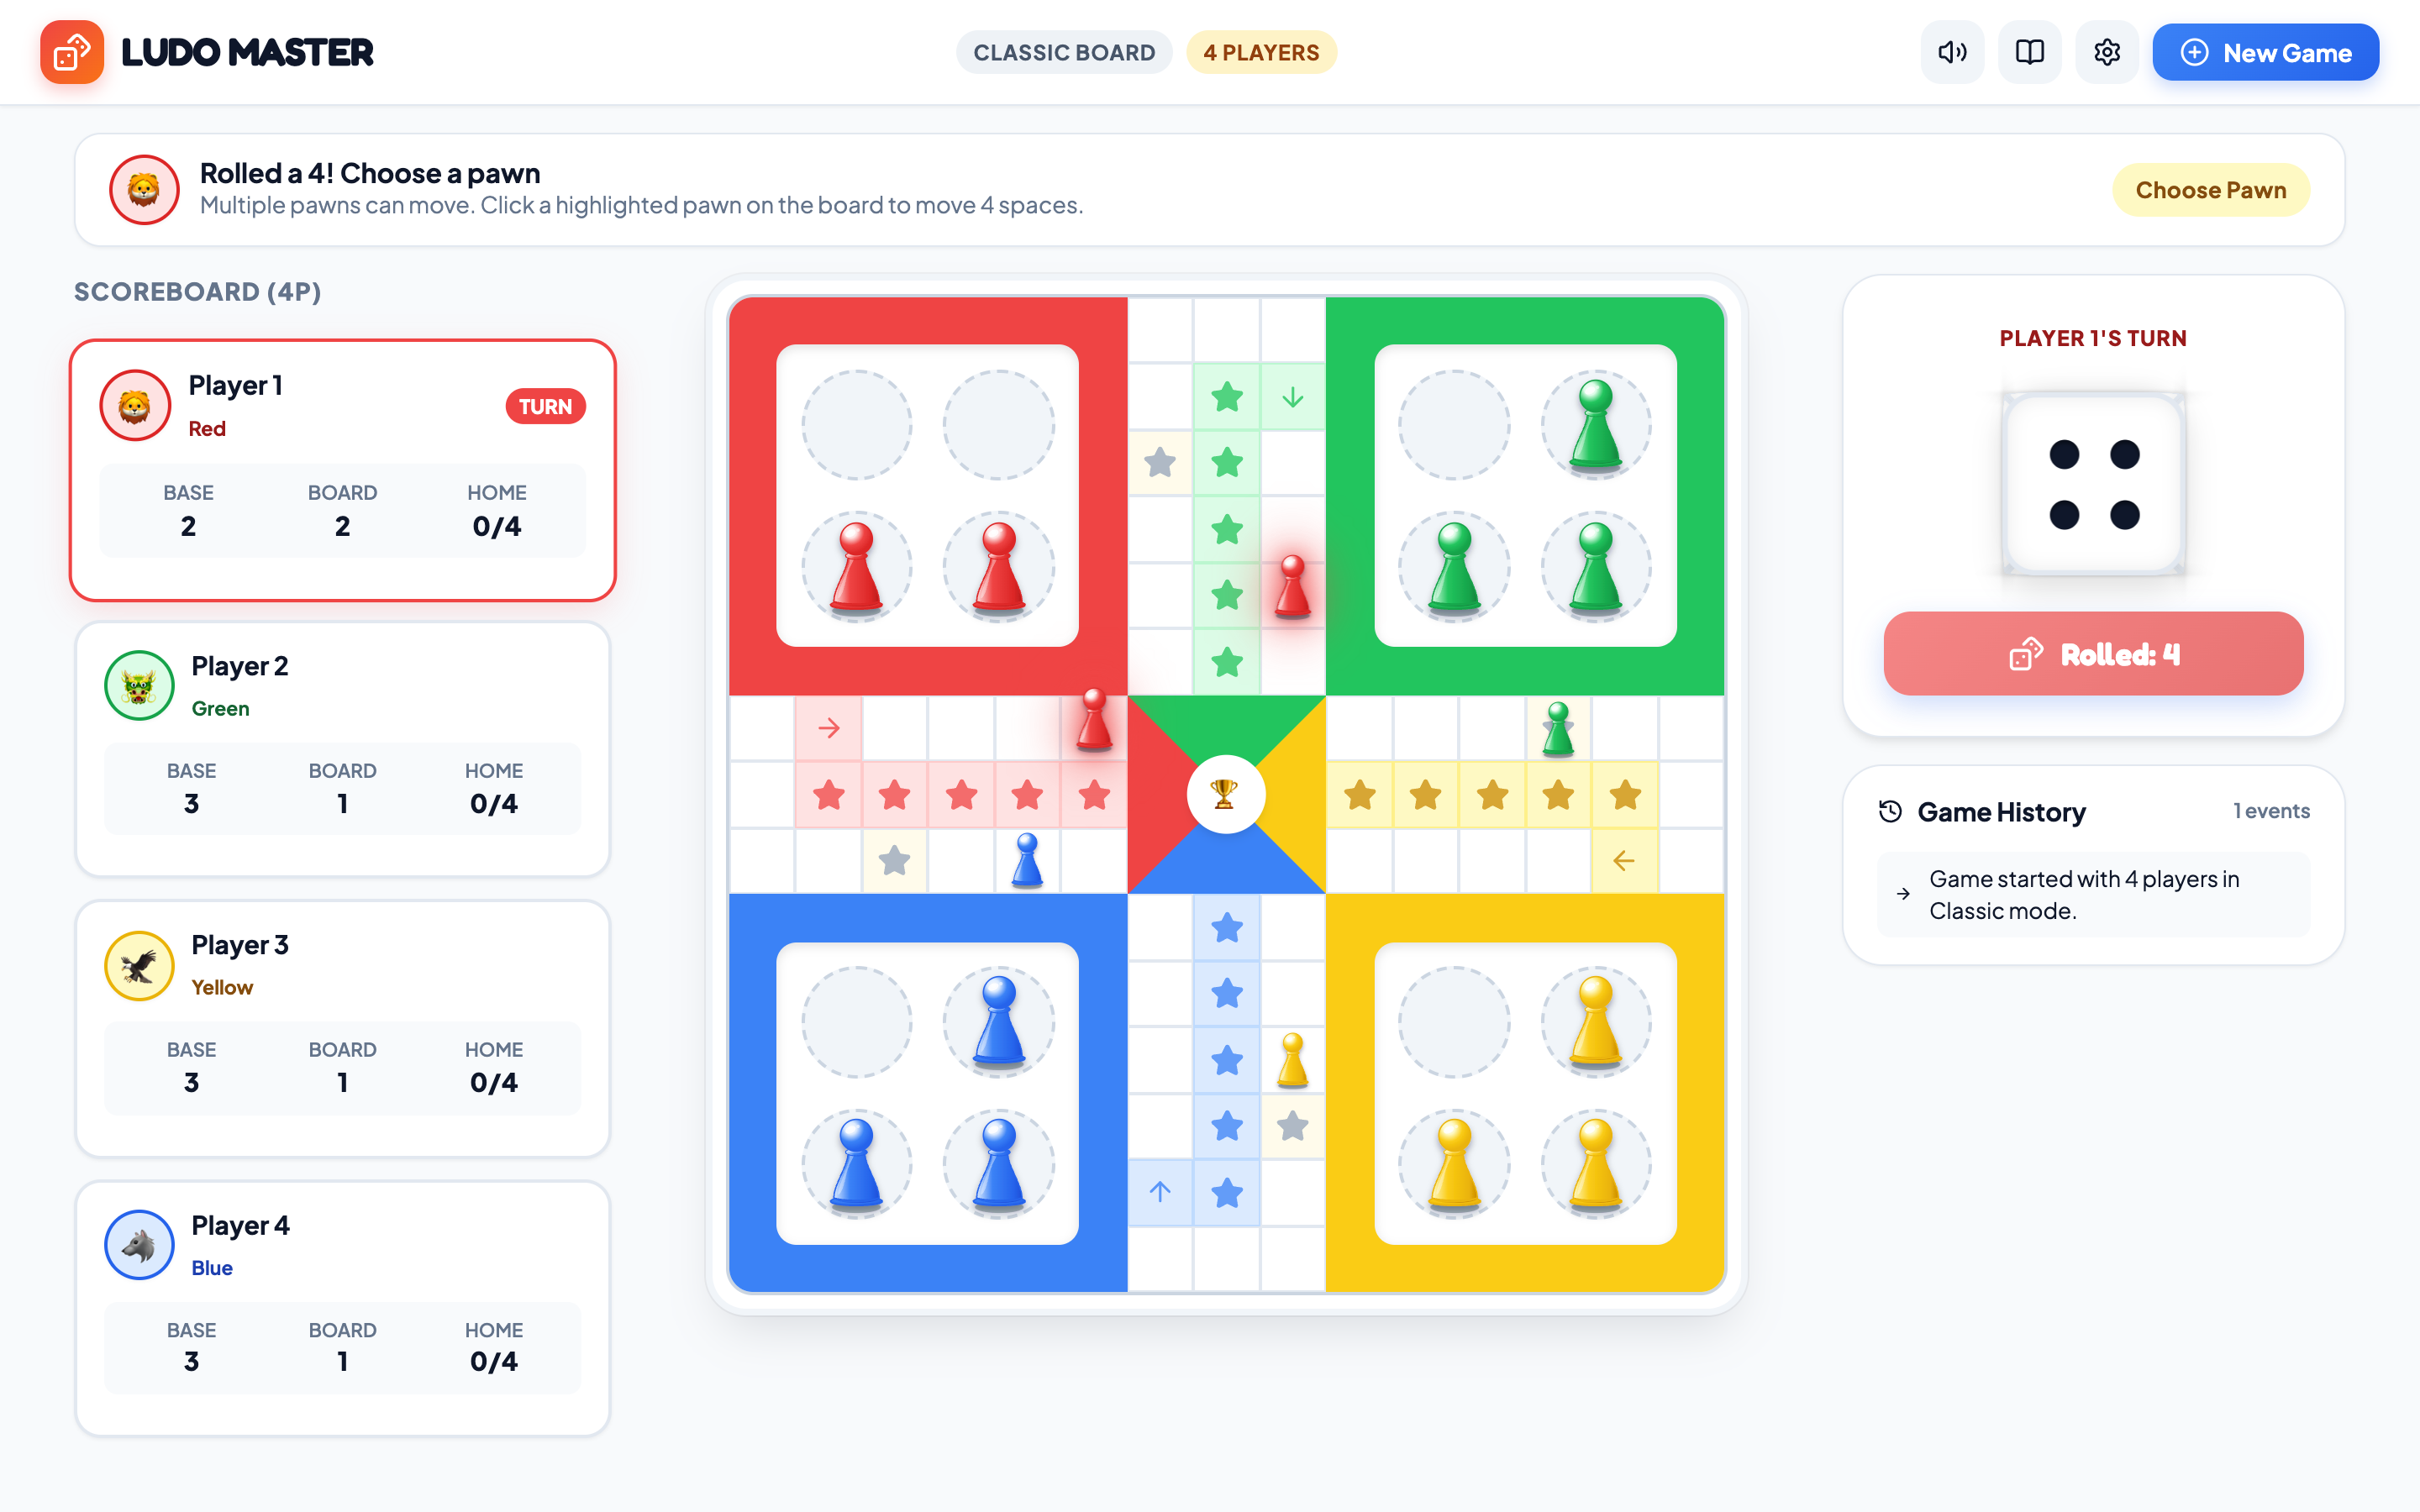 LUDO MASTER
CLASSIC BOARD
4 PLAYERS
New Game
Rolled a 4! Choose a pawn
Multiple pawns can move. Click a highlighted pawn on the board to move 4 spaces.
Choose Pawn
SCOREBOARD (4P)
Player 1
Red
TURN
BASE BOARD HOME
2 2 0/4
Player 2
Green
BASE BOARD HOME
3 1 0/4
Player 3
Yellow
BASE BOARD HOME
3 1 0/4
Player 4
Blue
BASE BOARD HOME
3 1 0/4
PLAYER 1'S TURN
Rolled: 4
Game History
1 events
Game started with 4 players in
Classic mode.